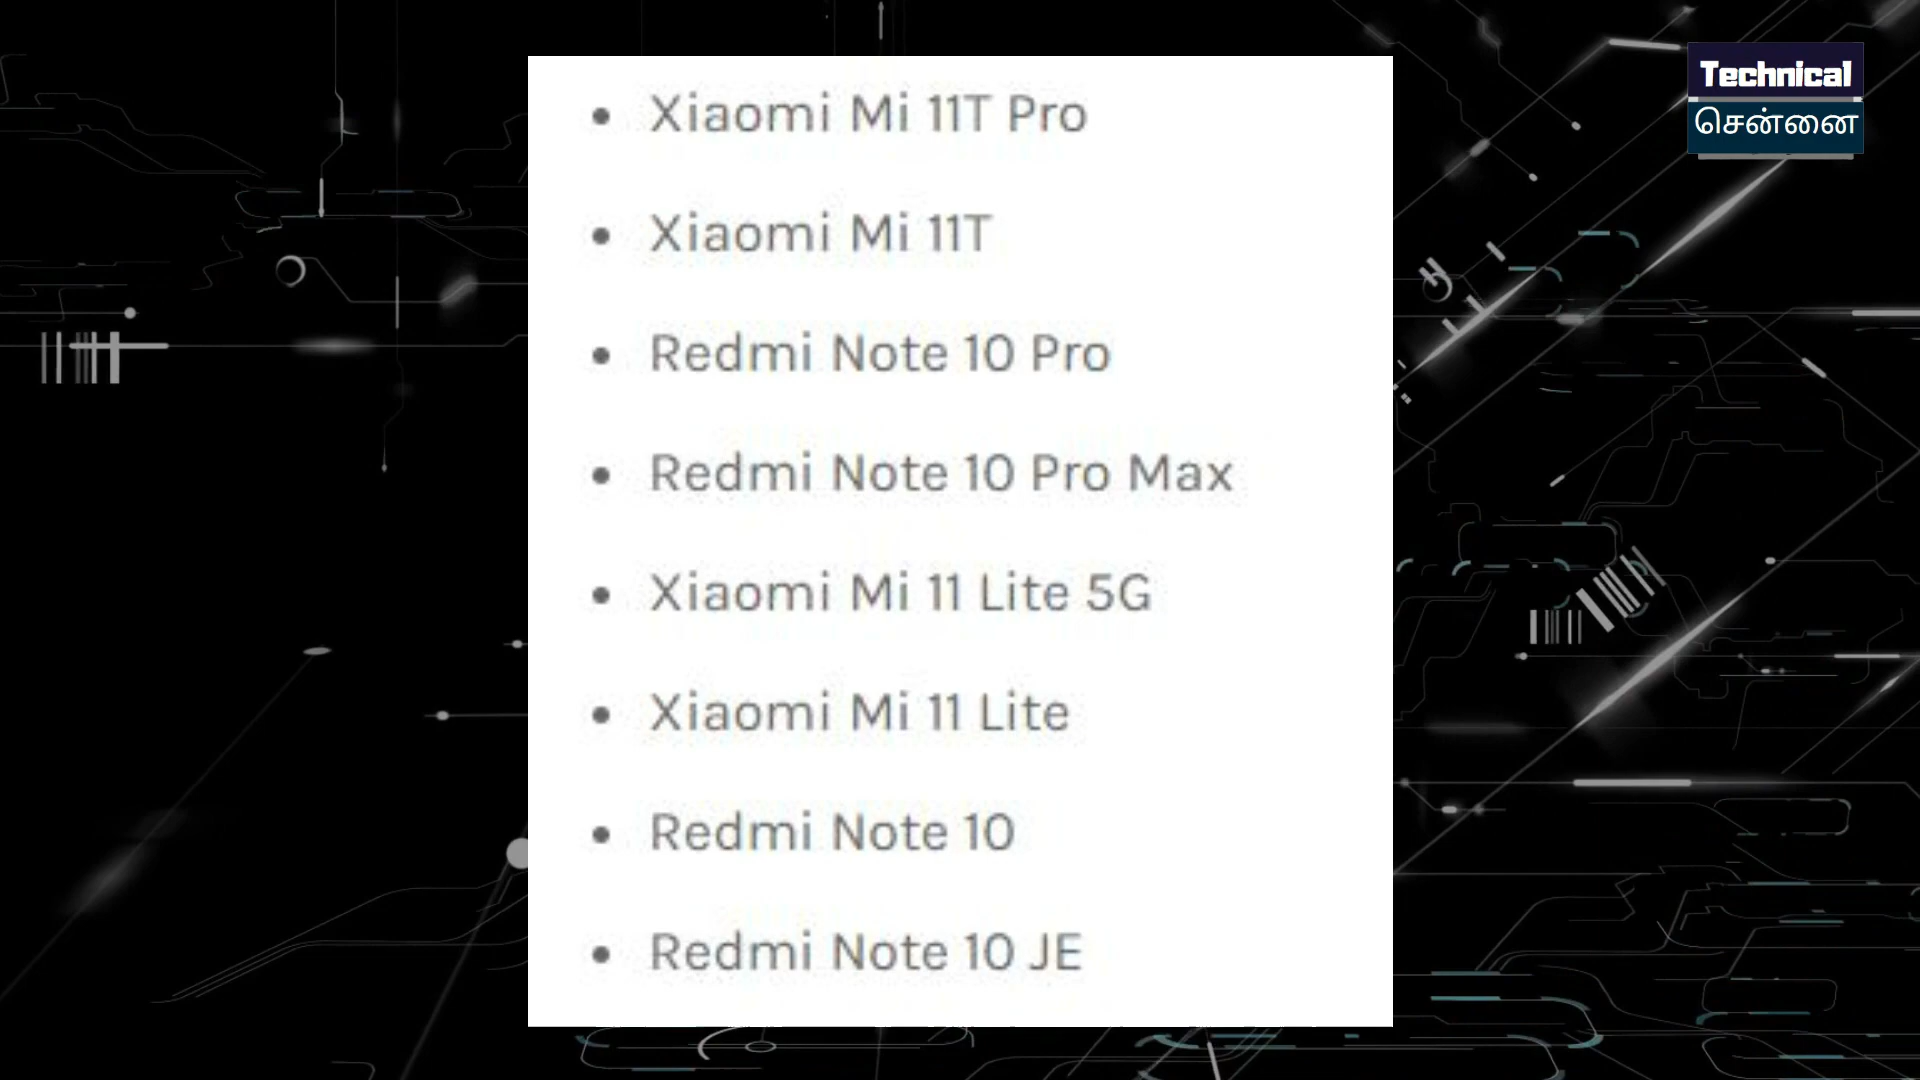 Technical
சென்னை
• Xiaomi Mi 11T Pro
• Xiaomi Mi 11T
• Redmi Note 10 Pro
• Redmi Note 10 Pro Max
• Xiaomi Mi 11 Lite 5G
• Xiaomi Mi 11 Lite
• Redmi Note 10
• Redmi Note 10 JE